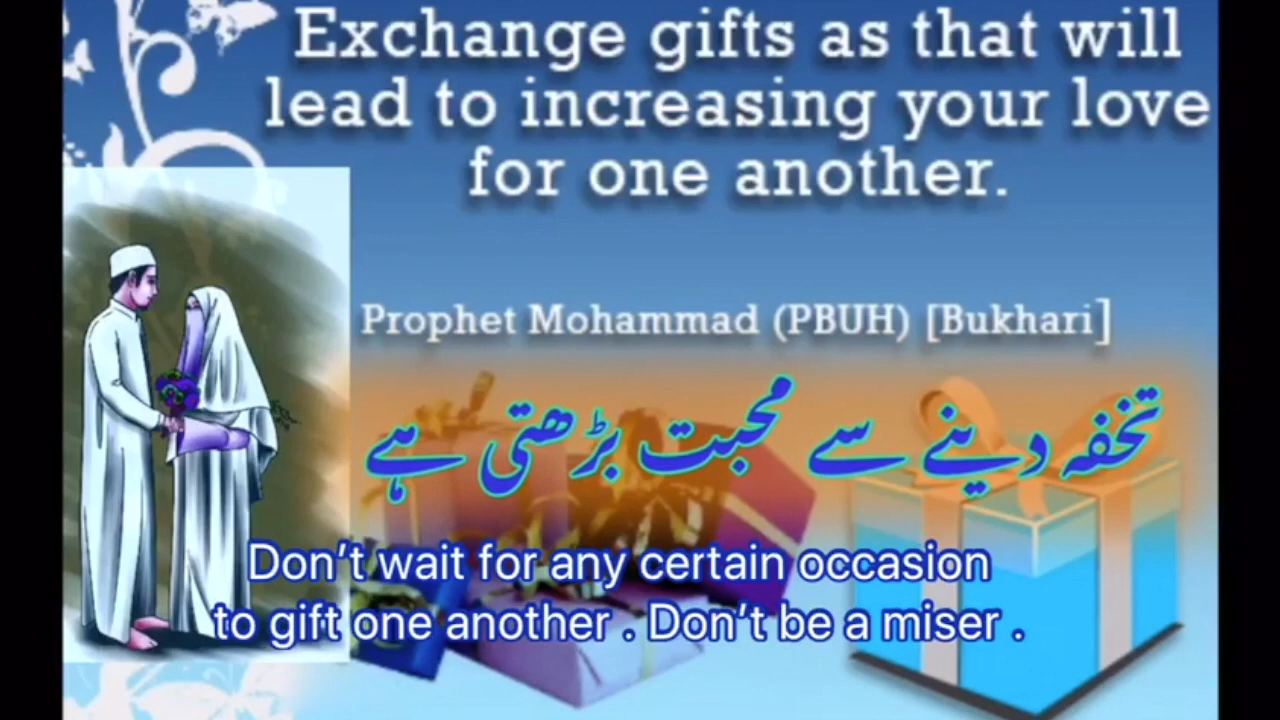 Exchange gifts as that will
lead to increasing your love
for one another.
Prophet Mohammad (PBUH) [Bukhari]
تحفہ دینے سے محبت بڑھتی ہے
Don't wait for any certain occasion
to gift one another . Don't be a miser .